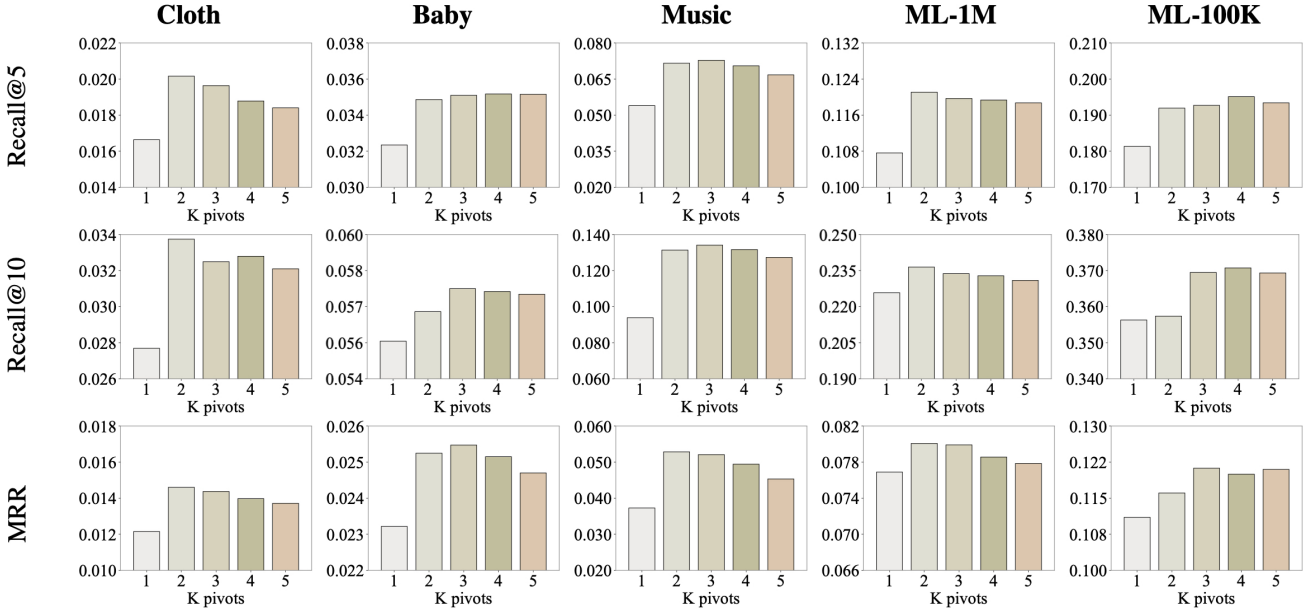 Cloth Baby Music ML-1M ML-100K
Recall@5
0.022 0.020 0.018 0.016 0.014
1 2 3 4 5
K pivots
0.038 0.036 0.034 0.032 0.030
1 2 3 4 5
K pivots
0.080 0.065 0.050 0.035 0.020
1 2 3 4 5
K pivots
0.132 0.124 0.116 0.108 0.100
1 2 3 4 5
K pivots
0.210 0.200 0.190 0.180 0.170
1 2 3 4 5
K pivots
Recall@10
0.034 0.032 0.030 0.028 0.026
1 2 3 4 5
K pivots
0.060 0.058 0.057 0.056 0.054
1 2 3 4 5
K pivots
0.140 0.120 0.100 0.080 0.060
1 2 3 4 5
K pivots
0.250 0.235 0.220 0.205 0.190
1 2 3 4 5
K pivots
0.380 0.370 0.360 0.350 0.340
1 2 3 4 5
K pivots
MRR
0.018 0.016 0.014 0.012 0.010
1 2 3 4 5
K pivots
0.026 0.025 0.024 0.023 0.022
1 2 3 4 5
K pivots
0.060 0.050 0.040 0.030 0.020
1 2 3 4 5
K pivots
0.082 0.078 0.074 0.070 0.066
1 2 3 4 5
K pivots
0.130 0.122 0.115 0.108 0.100
1 2 3 4 5
K pivots